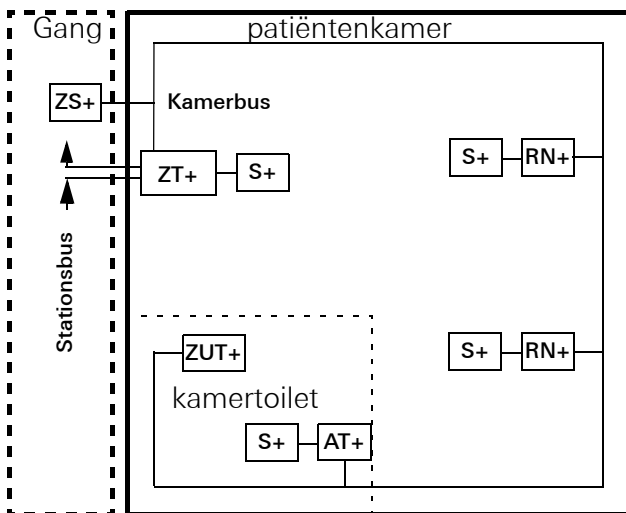 Gang
patiëntenkamer
ZS+
Kamerbus
ZT+
S+
S+
RN+
Stationsbus
ZUT+
S+
RN+
kamertoilet
S+
AT+